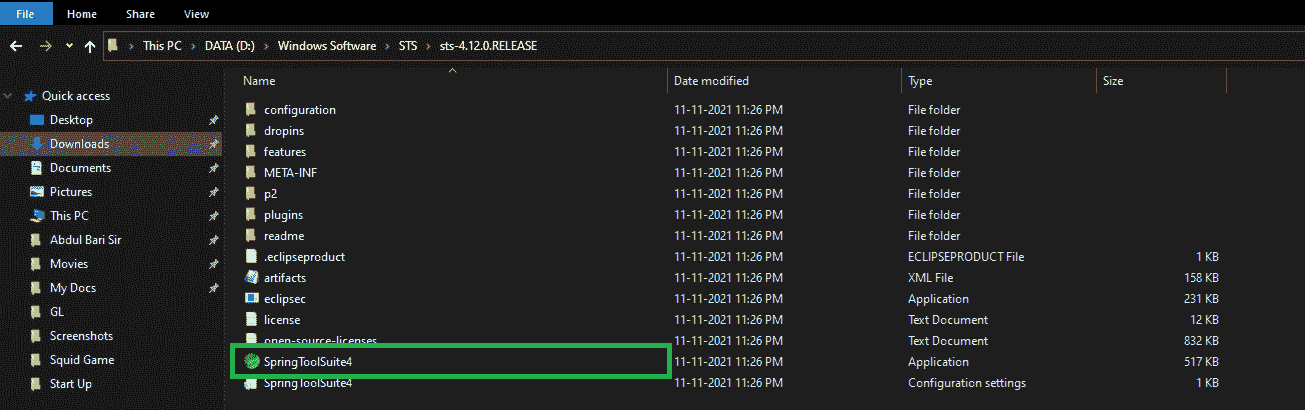 File Home Share View
This PC > DATA (D:) > Windows Software > STS > sts-4.12.0.RELEASE
Name Date modified Type Size
Quick access
Desktop
Downloads
Documents
Pictures
This PC
Abdul Bari Sir
Movies
My Docs
GL
Screenshots
Squid Game
Start Up
configuration 11-11-2021 11:26 PM File folder
dropins 11-11-2021 11:26 PM File folder
features 11-11-2021 11:26 PM File folder
META-INF 11-11-2021 11:26 PM File folder
p2 11-11-2021 11:26 PM File folder
plugins 11-11-2021 11:26 PM File folder
readme 11-11-2021 11:26 PM File folder
.eclipseproduct 11-11-2021 11:26 PM ECLIPSEPRODUCT File 1 KB
artifacts 11-11-2021 11:26 PM XML File 158 KB
eclipsec 11-11-2021 11:26 PM Application 231 KB
license 11-11-2021 11:26 PM Text Document 12 KB
open-source-licenses 11-11-2021 11:26 PM Text Document 832 KB
SpringToolSuite4 11-11-2021 11:26 PM Application 517 KB
SpringToolSuite4 11-11-2021 11:26 PM Configuration settings 1 KB